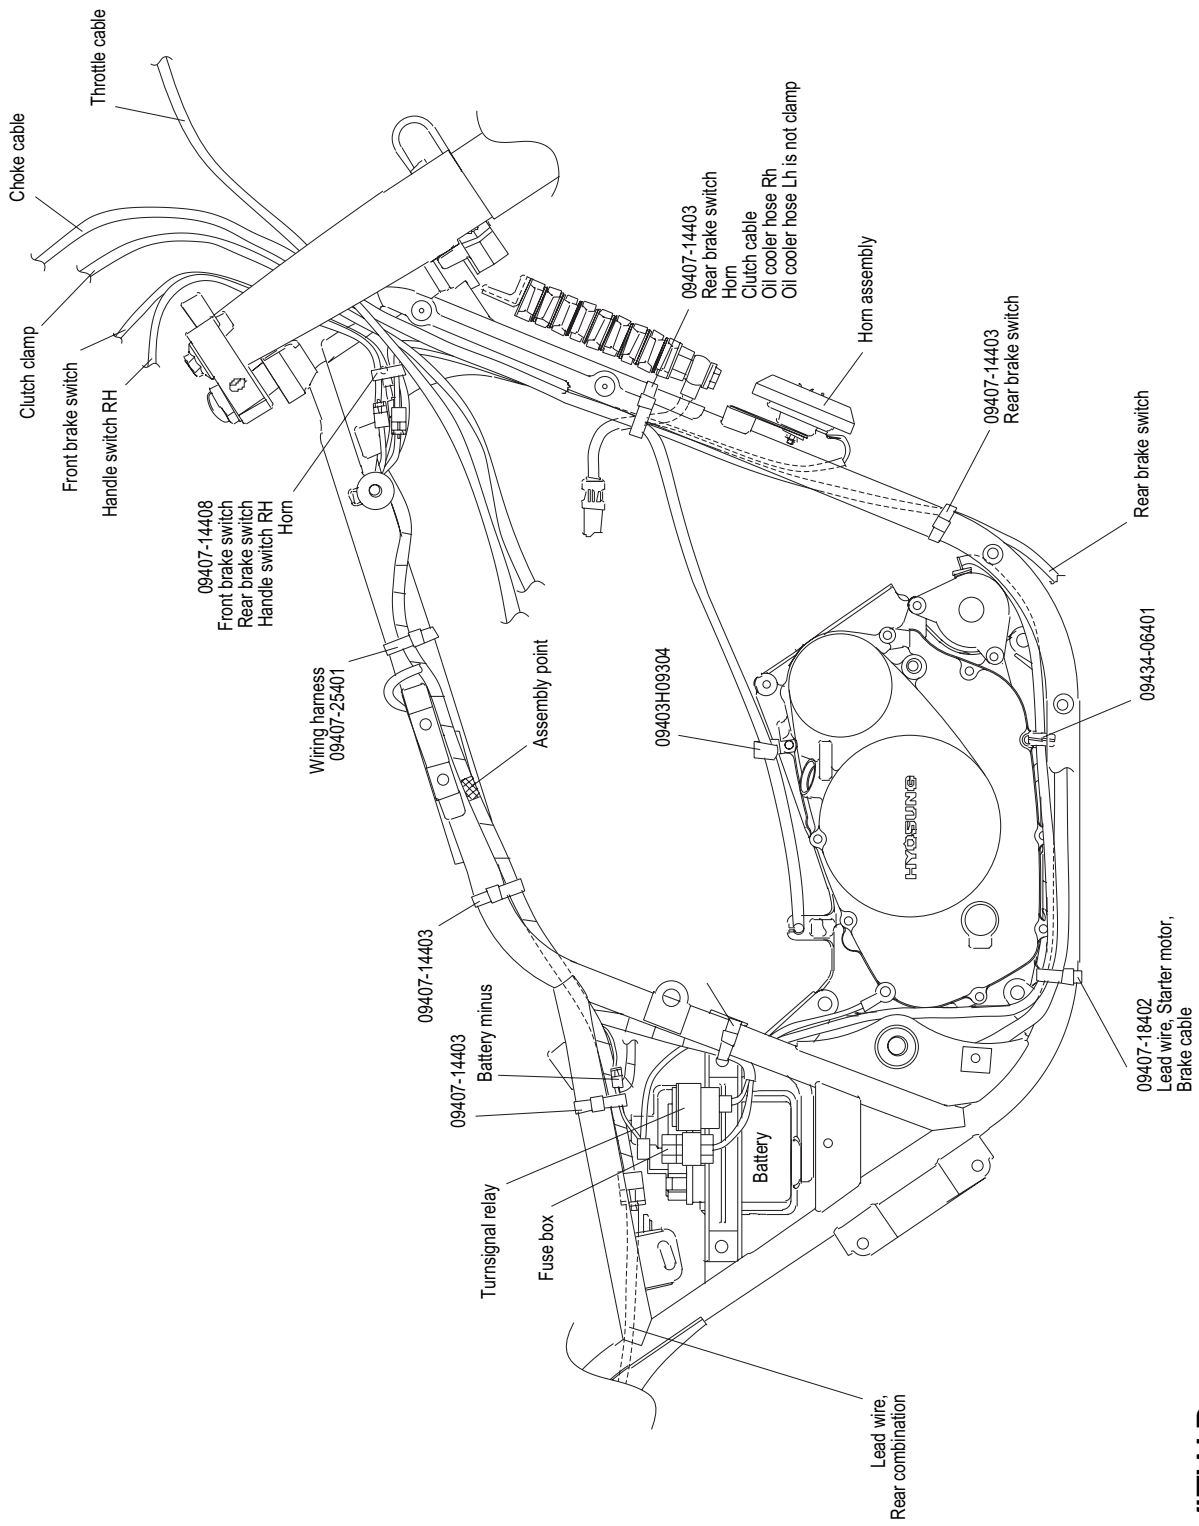 Throttle cable
Choke cable
Clutch clamp
Front brake switch
Handle switch RH
09407-14408
Front brake switch
Rear brake switch
Handle switch RH
Horn
Wiring harness
09407-25401
Assembly point
09407-14403
09407-14403
Battery minus
Turnsignal relay
Fuse box
Battery
Lead wire,
Rear combination
09407-14403
Rear brake switch
Horn
Clutch cable
Oil cooler hose Rh
Oil cooler hose Lh is not clamp
Horn assembly
09407-14403
Rear brake switch
Rear brake switch
09403H09304
HYOSUNG
09434-06401
09407-18402
Lead wire, Starter motor,
Brake cable